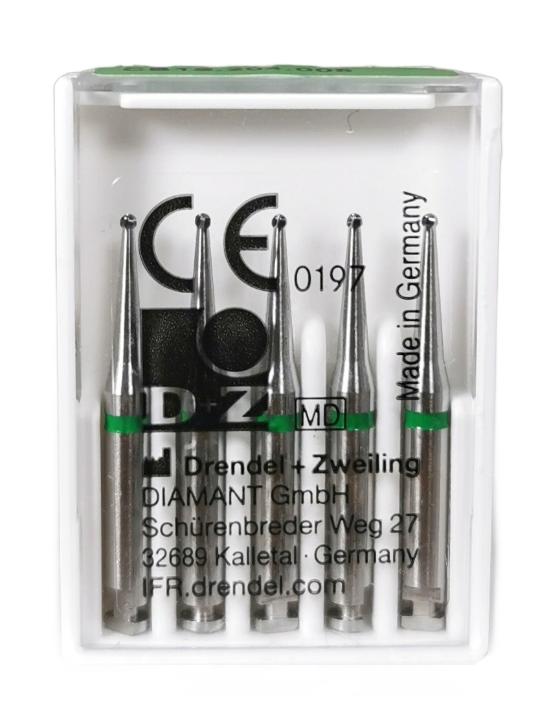 CE
0197
Made in Germany
D+Z
MD
Drendel + Zweiling
DIAMANT GmbH
Schürenbreder Weg 27
32689 Kalletal · Germany
IFR.drendel.com